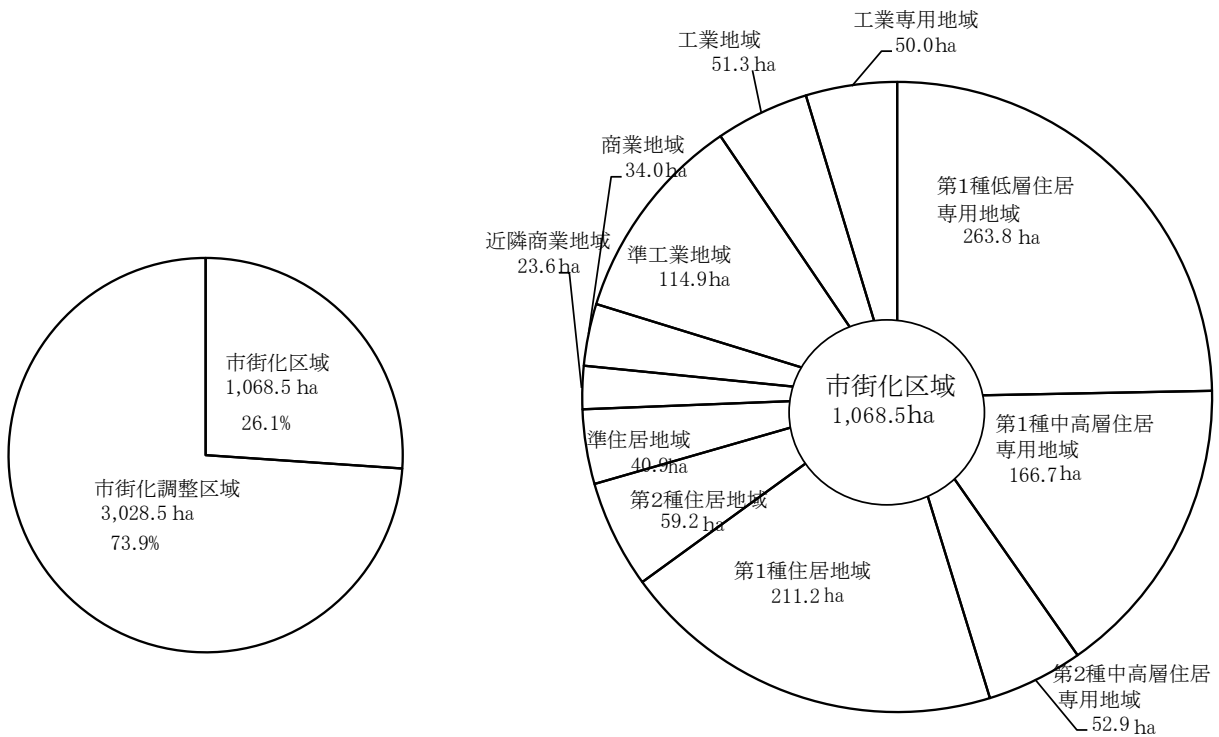 市街化区域
1,068.5 ha
26.1%
市街化調整区域
3,028.5 ha
73.9%
工業専用地域
50.0ha
工業地域
51.3 ha
商業地域
34.0ha
近隣商業地域
23.6ha
準工業地域
114.9ha
第1種低層住居
専用地域
263.8 ha
市街化区域
1,068.5ha
第1種中高層住居
専用地域
166.7ha
準住居地域
40.9ha
第2種住居地域
59.2 ha
第1種住居地域
211.2 ha
第2種中高層住居
専用地域
52.9 ha